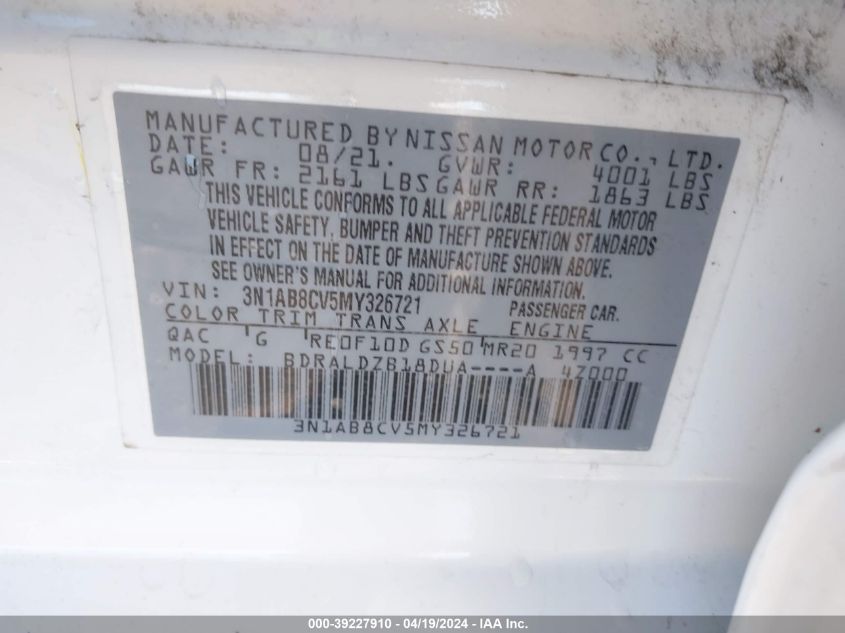 MANUFACTURED BY NISSAN MOTOR CO., LTD.
DATE: 08/21. GVWR: 4001 LBS
GAWR FR: 2161 LBS GAWR RR: 1863 LBS
THIS VEHICLE CONFORMS TO ALL APPLICABLE FEDERAL MOTOR
VEHICLE SAFETY, BUMPER AND THEFT PREVENTION STANDARDS
IN EFFECT ON THE DATE OF MANUFACTURE SHOWN ABOVE.
SEE OWNER'S MANUAL FOR ADDITIONAL INFORMATION.
VIN: 3N1AB8CV5MY326721 PASSENGER CAR.
COLOR TRIM TRANS AXLE ENGINE
QAC G RE0F10D GS50 MR20 1997 CC
MODEL: BDRALDZB18DUA----A 4Z000
3N1AB8CV5MY326721
000-39227910 - 04/19/2024 - IAA Inc.